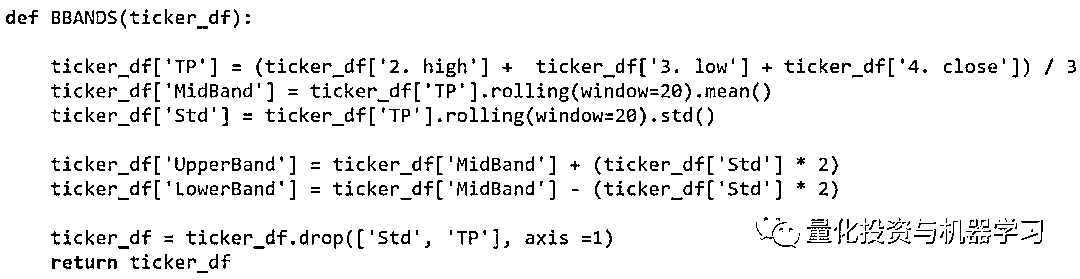 def BBANDS(ticker_df):
ticker_df['TP'] = (ticker_df['2. high'] +  ticker_df['3. low'] + ticker_df['4. close']) / 3
ticker_df['MidBand'] = ticker_df['TP'].rolling(window=20).mean()
ticker_df['Std'] = ticker_df['TP'].rolling(window=20).std()
ticker_df['UpperBand'] = ticker_df['MidBand'] + (ticker_df['Std'] * 2)
ticker_df['LowerBand'] = ticker_df['MidBand'] - (ticker_df['Std'] * 2)
ticker_df = ticker_df.drop(['Std', 'TP'], axis =1)
return ticker_df
量化投资与机器学习